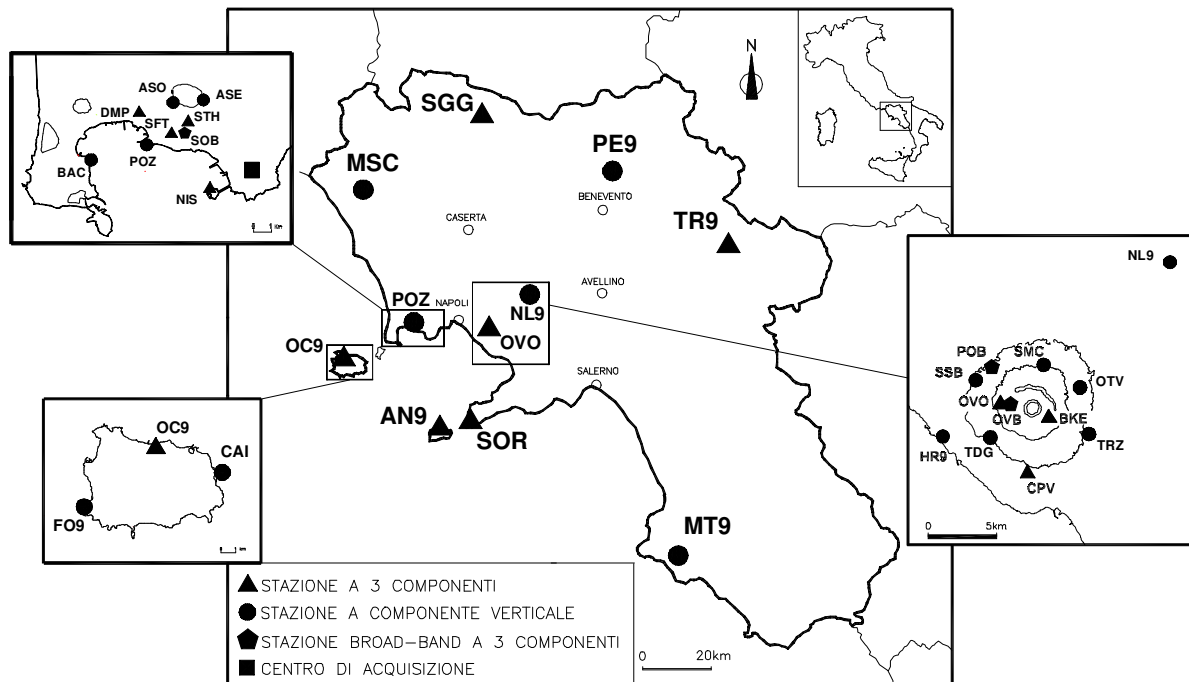 N
SGG
MSC
PE9
BENEVENTO
CASERTA
TR9
AVELLINO
POZ
NAPOLI
NL9
OVO
OC9
SALERNO
AN9
SOR
MT9
ASO
ASE
DMP
STH
SFT
SOB
POZ
BAC
NIS
0 1 Km
OC9
CAI
FO9
NL9
POB
SMC
SSB
OTV
OVO
OVB
BKE
HR9
TDG
TRZ
CPV
0 5km
STAZIONE A 3 COMPONENTI
STAZIONE A COMPONENTE VERTICALE
STAZIONE BROAD-BAND A 3 COMPONENTI
CENTRO DI ACQUISIZIONE
0 20km